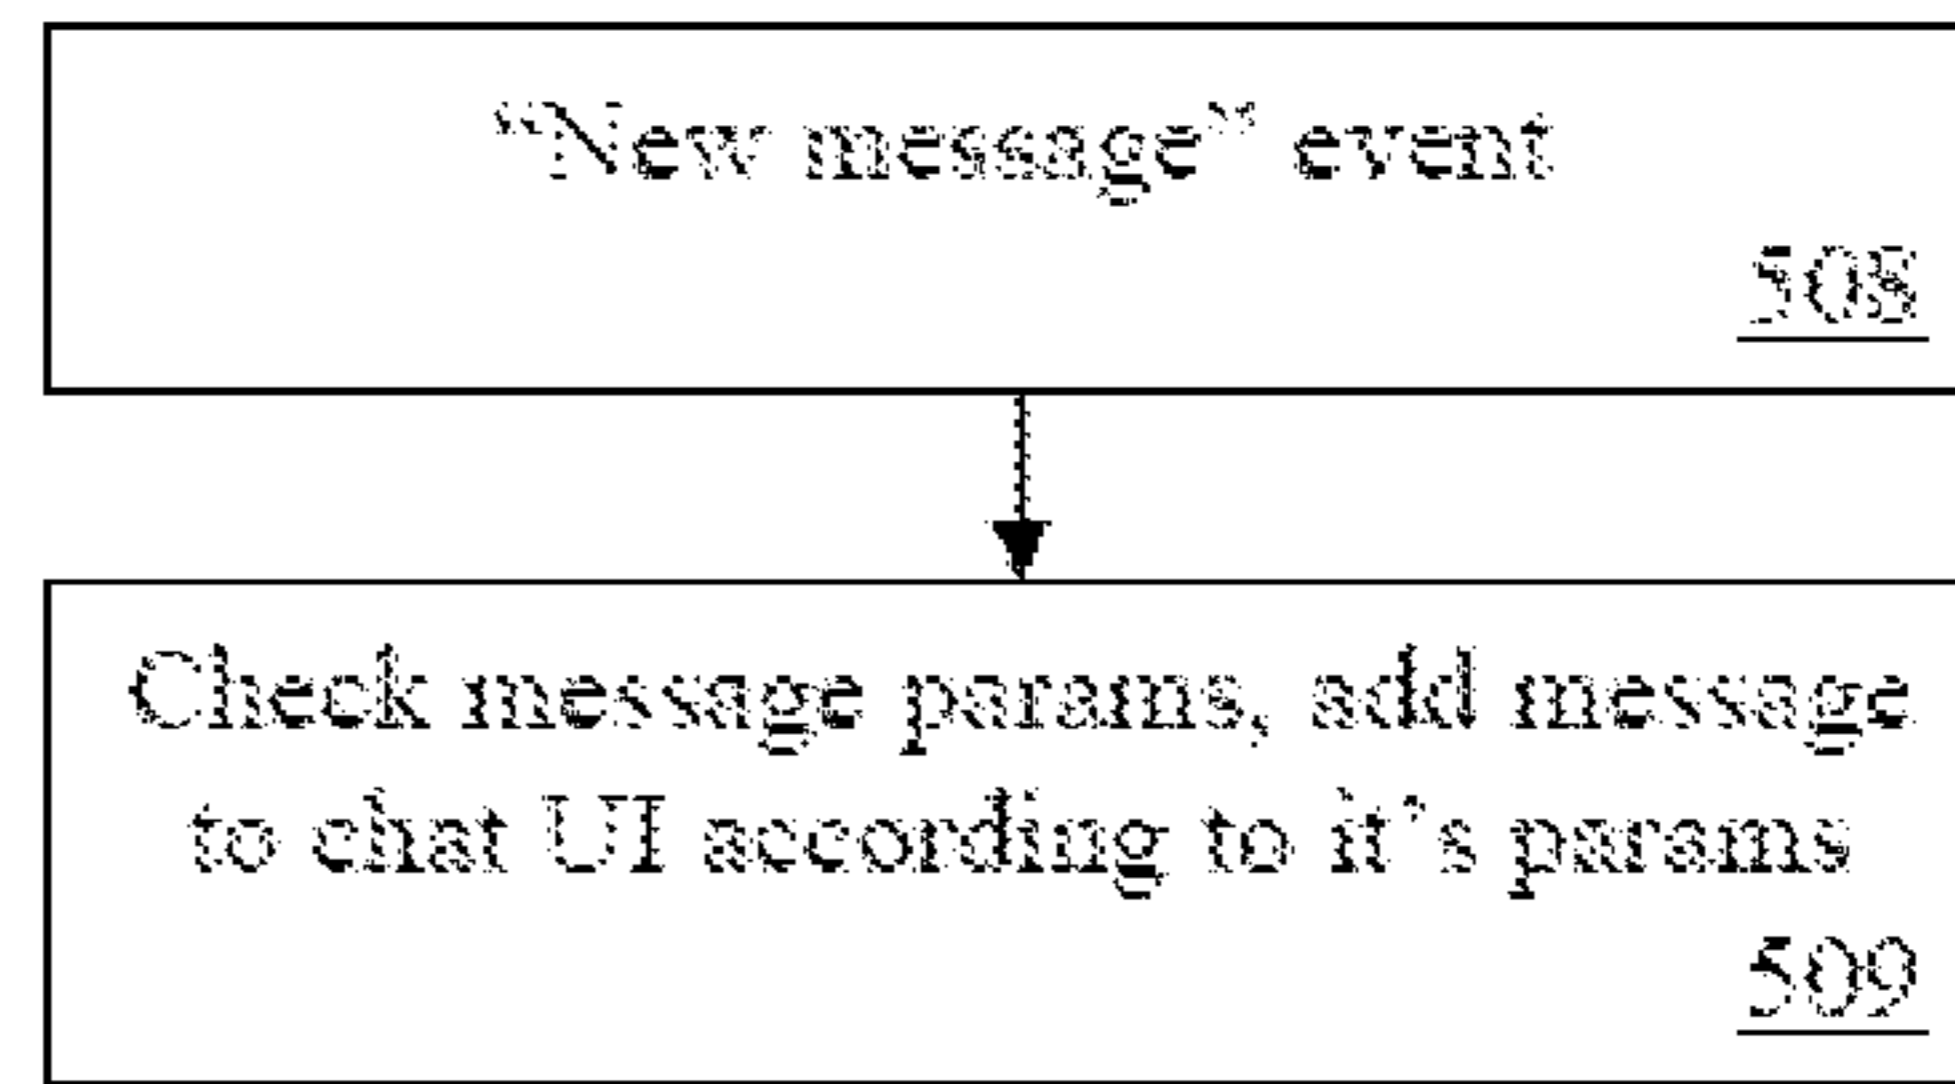 “New message” event
508
Check message params, add message
to chat UI according to it’s params
509